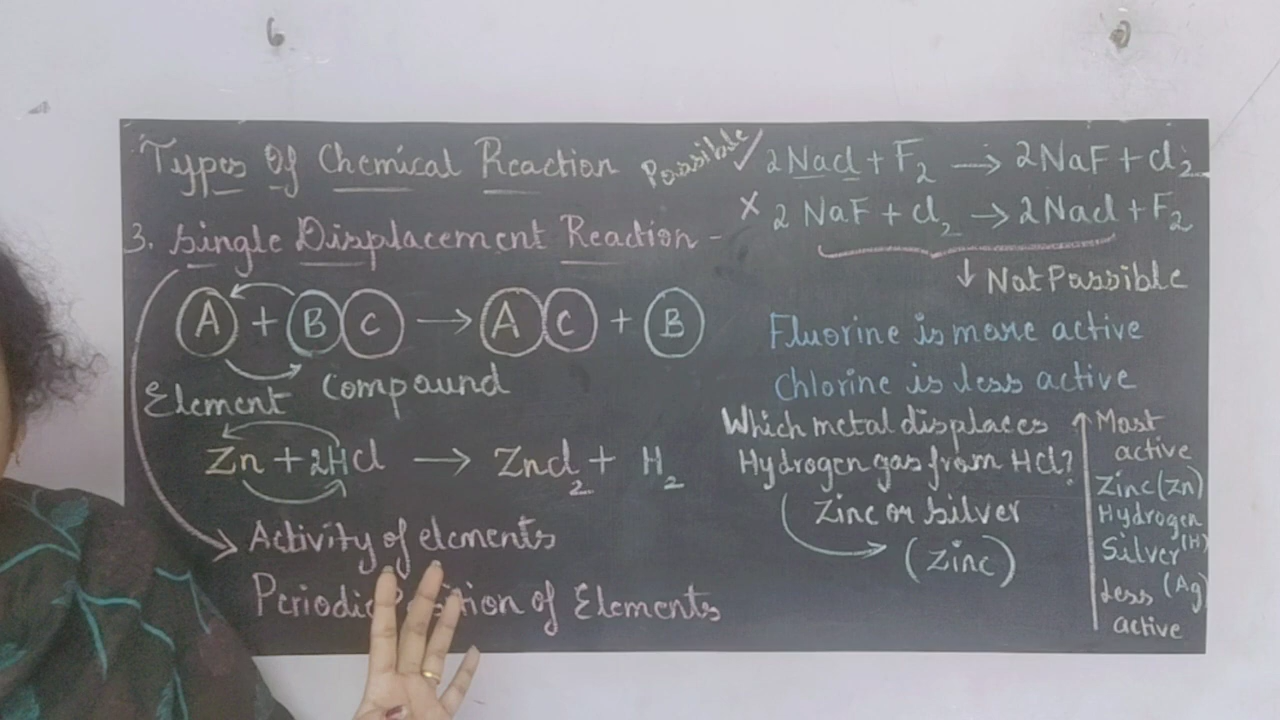 Types Of Chemical Reaction
3. Single Displacement Reaction -
A + B C → A C + B
Element Compound
Zn + 2HCl → ZnCl2 + H2
Activity of elements
Periodic Position of Elements
Possible ✓ 2NaCl + F2 → 2NaF + Cl2
✗ 2 NaF + Cl2 → 2NaCl + F2
↓ Not Possible
Fluorine is more active
Chlorine is less active
Which metal displaces
Hydrogen gas from HCl?
Zinc or Silver
(Zinc)
Most
active
Zinc(Zn)
Hydrogen
(H)
Silver
(Ag)
Less
active